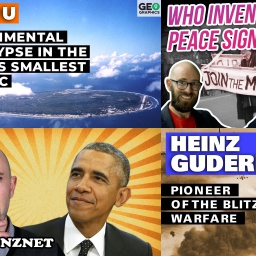 U
GEO
GRAPHICS
NMENTAL
YPSE IN THE
S SMALLEST
C
WHO INVEN
PEACE SIGN
JOIN THE M
NZNET
HEINZ
GUDER
PIONEER
OF THE BLITZ
WARFARE